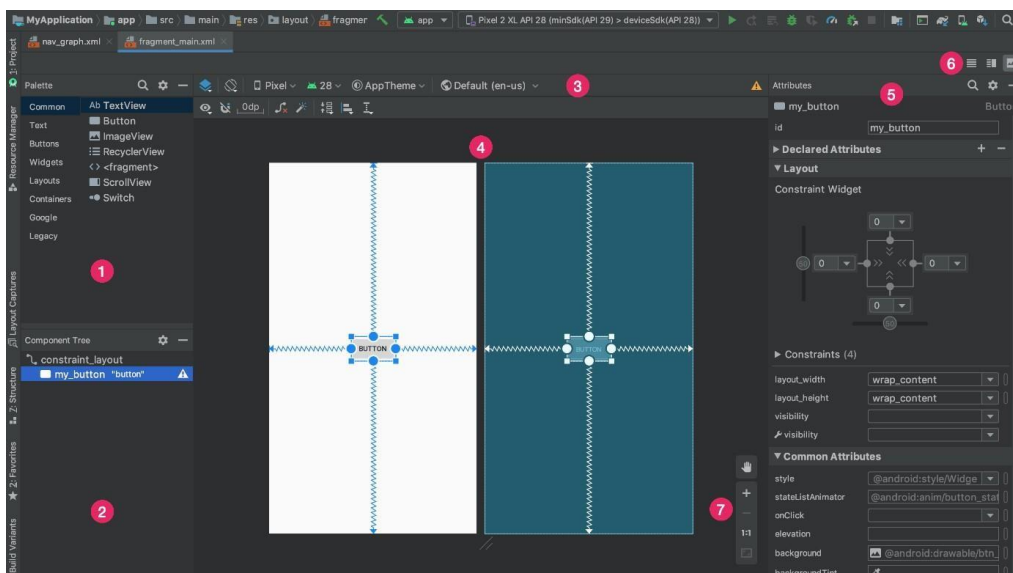 MyApplication app src main res layout fragmer app Pixel 2 XL API 28 (minSdk(API 29) > deviceSdk(API 28))
nav_graph.xml fragment_main.xml
6
Palette Pixel 28 AppTheme Default (en-us) 3 Attributes 5
Common Ab TextView 0dp my_button Butto
Text Button id my_button
Buttons ImageView
Widgets RecyclerView Declared Attributes
Layouts <fragment> Layout
Containers ScrollView Constraint Widget
Google Switch
Legacy
4
1
0
50 0 0
0
50
Component Tree
constraint_layout
my_button "button"
BUTTON BUTTON
Constraints (4)
layout_width wrap_content
layout_height wrap_content
visibility
visibility
Common Attributes
style @android:style/Widge
stateListAnimator @android:anim/button_stat
onClick
elevation
background @android:drawable/btn_
backgroundTint
2
7
1:1
1: Project
Resource Manager
Layout Captures
Z: Structure
2: Favorites
Build Variants